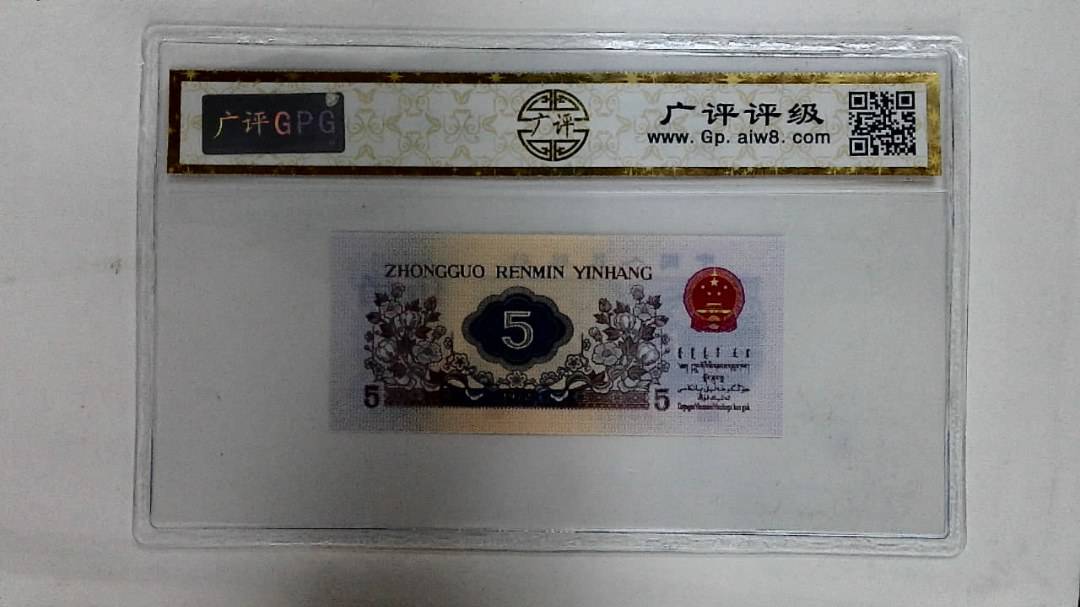 广评GPG
广评
广评评级
www. Gp. aiw8. com
ZHONGGUO RENMIN YINHANG
5
5
5